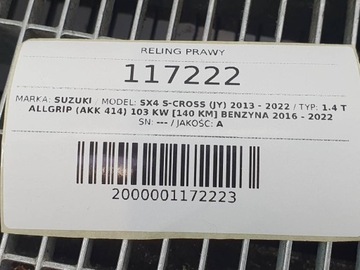 RELING PRAWY
117222
MARKA: SUZUKI MODEL: SX4 S-CROSS (JY) 2013 - 2022 / TYP: 1.4 T
ALLGRIP (AKK 414) 103 KW [140 KM] BENZYNA 2016 - 2022
SN: --- / JAKOŚĆ: A
2000001172223